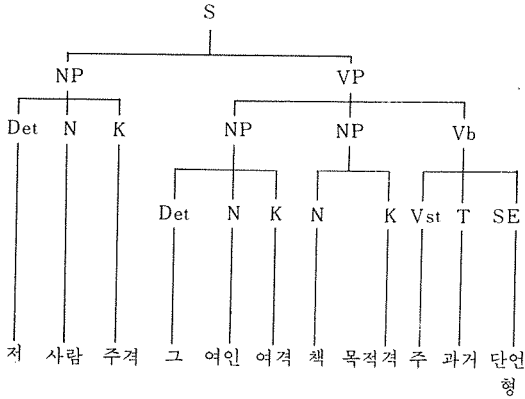 S
NP VP
Det N K NP NP Vb
Det N K N K Vst T SE
저 사람 주격 그 여인 여격 책 목적격 주 과거 단언
형